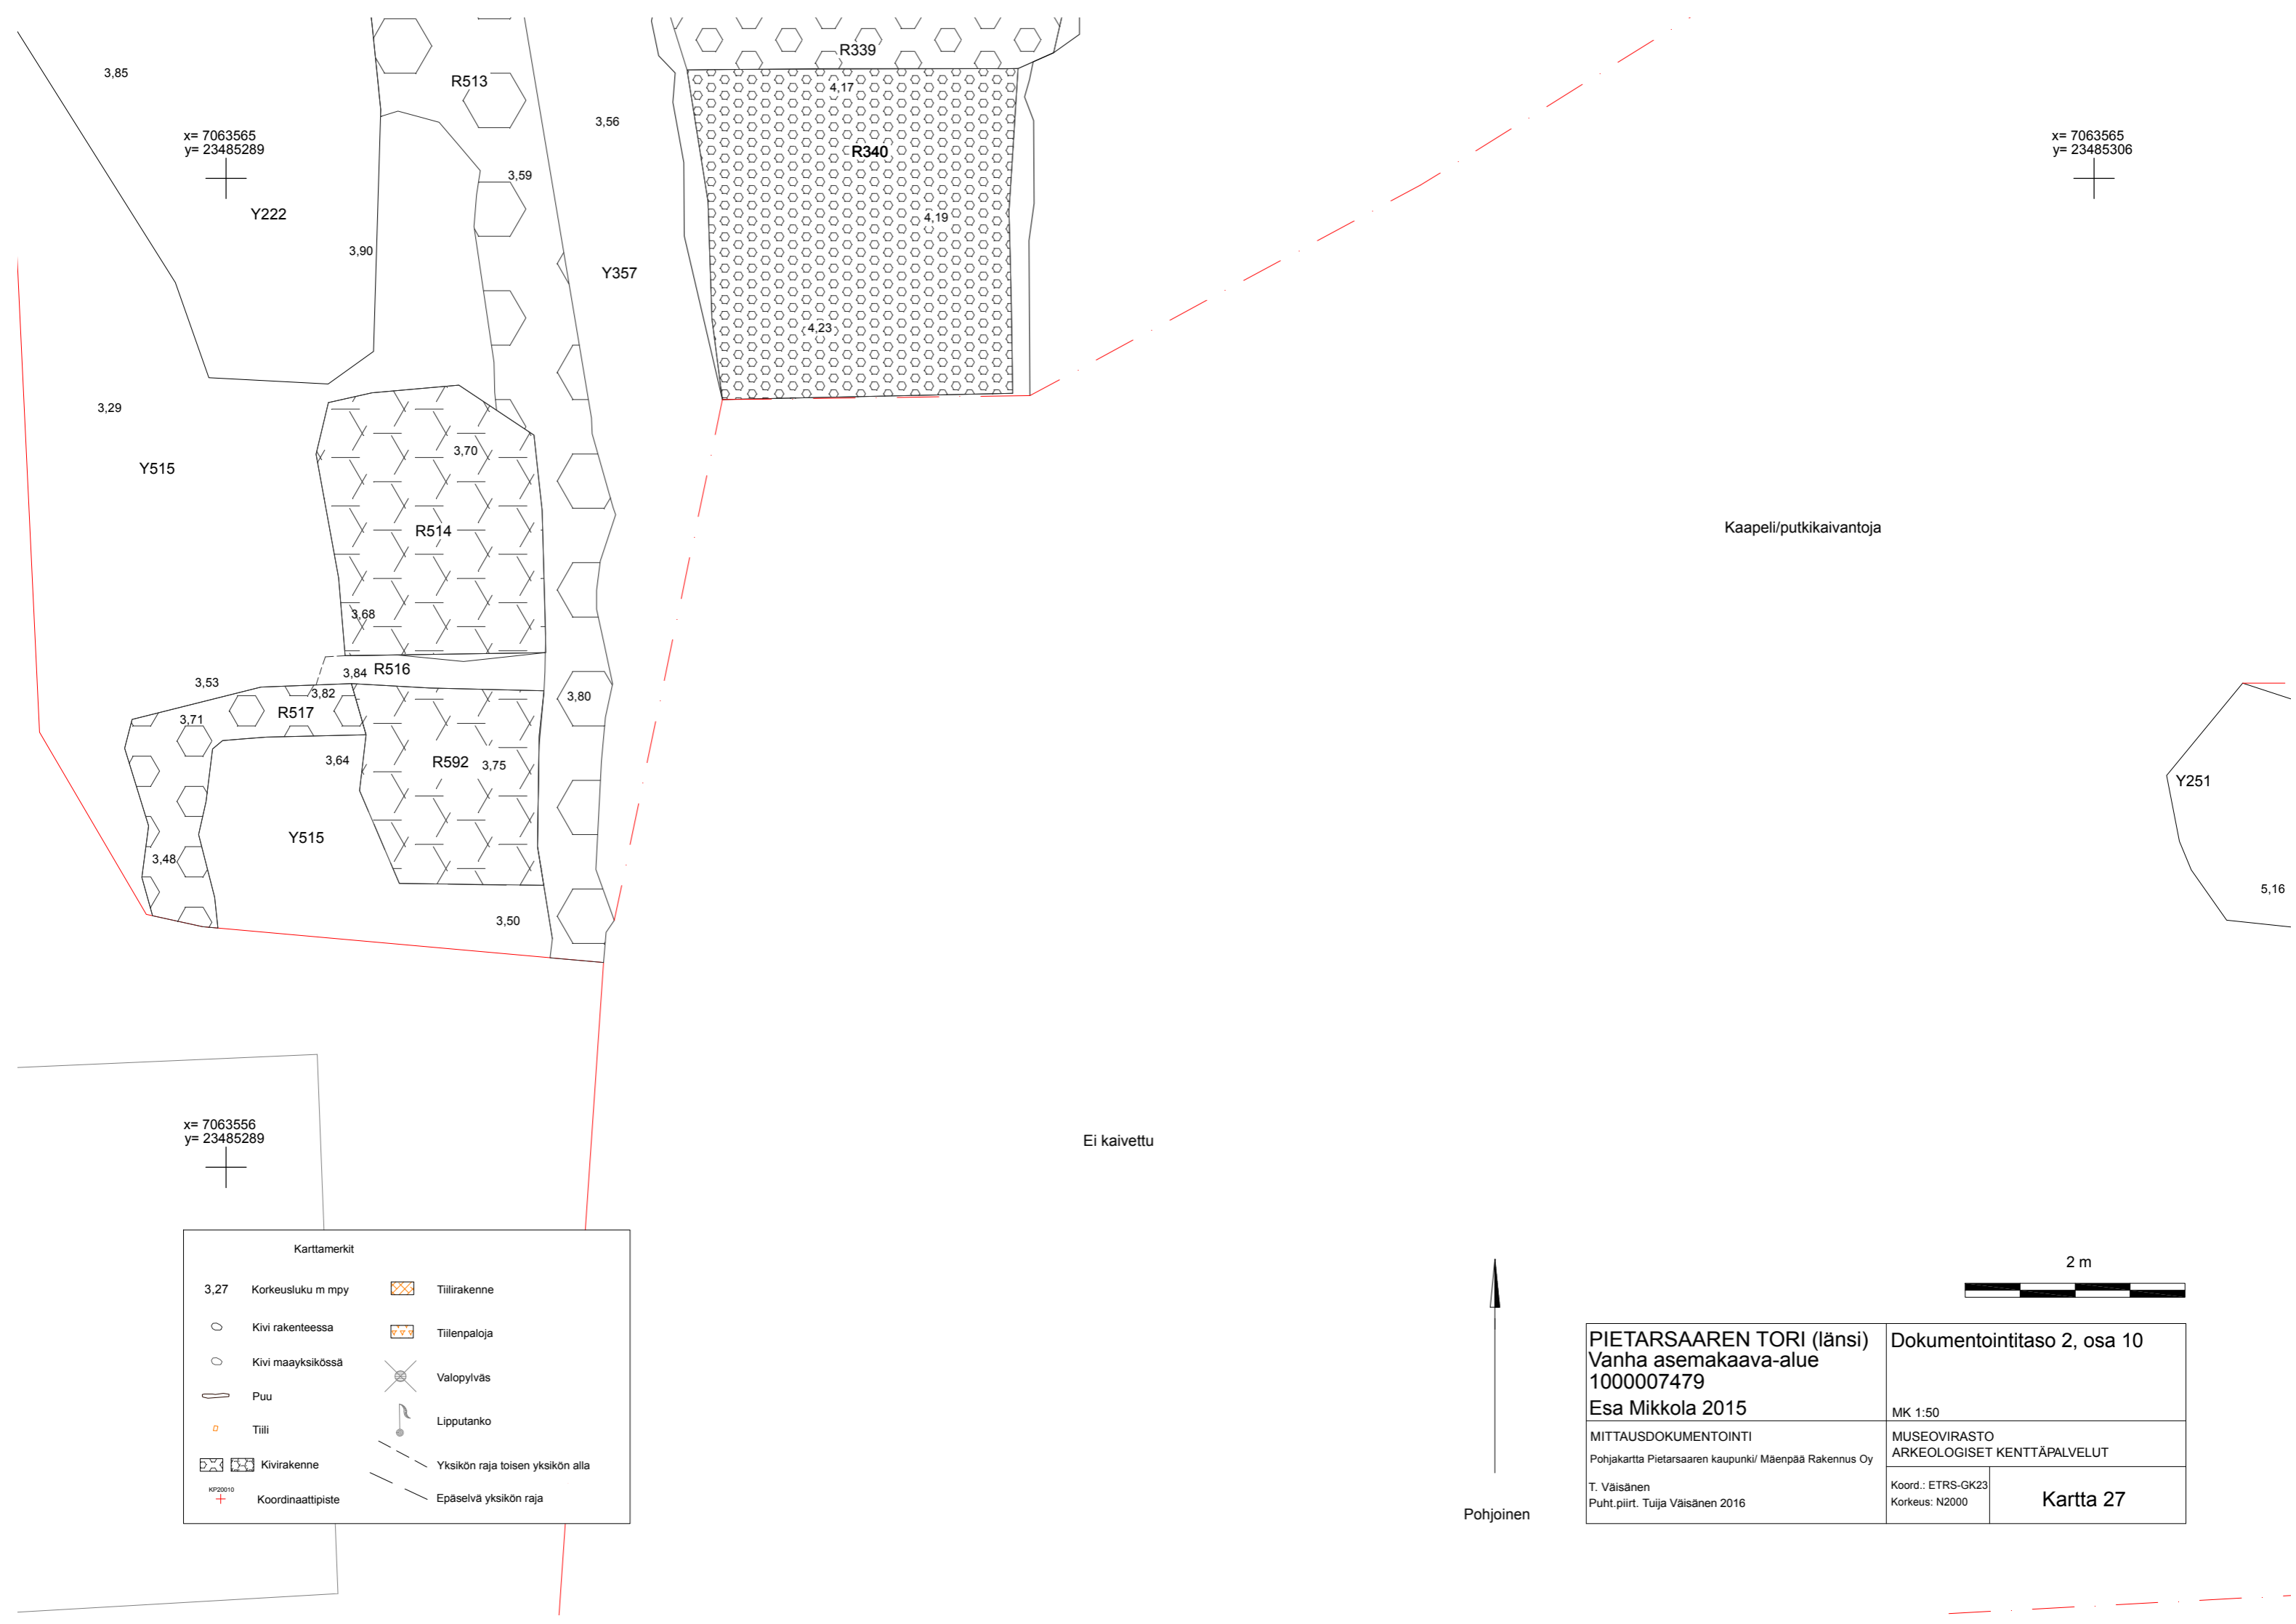 R339
3,85
R513
4,17
3,56
x= 7063565
y= 23485289
x= 7063565
y= 23485306
R340
3,59
Y222
4,19
3,90
Y357
4,23
3,29
3,70
Y515
R514
Kaapeli/putkikaivantoja
3,68
3,84
R516
3,53
3,82
3,80
R517
3,71
3,64
R592
3,75
Y251
Y515
3,48
5,16
3,50
x= 7063556
y= 23485289
Ei kaivettu
Karttamerkit
3,27 Korkeusluku m mpy
Kivi rakenteessa
Kivi maayksikössä
Puu
Tiili
Kivirakenne
KP20010
Koordinaattipiste
Tiilirakenne
Tiilenpaloja
Valopylväs
Lipputanko
Yksikön raja toisen yksikön alla
Epäselvä yksikön raja
Pohjoinen
2 m
PIETARSAAREN TORI (länsi)
Vanha asemakaava-alue
1000007479
Esa Mikkola 2015
Dokumentointitaso 2, osa 10
MK 1:50
MITTAUSDOKUMENTOINTI
Pohjakartta Pietarsaaren kaupunki/ Mäenpää Rakennus Oy
T. Väisänen
Puht.piirt. Tuija Väisänen 2016
MUSEOVIRASTO
ARKEOLOGISET KENTTÄPALVELUT
Koord.: ETRS-GK23
Korkeus: N2000
Kartta 27